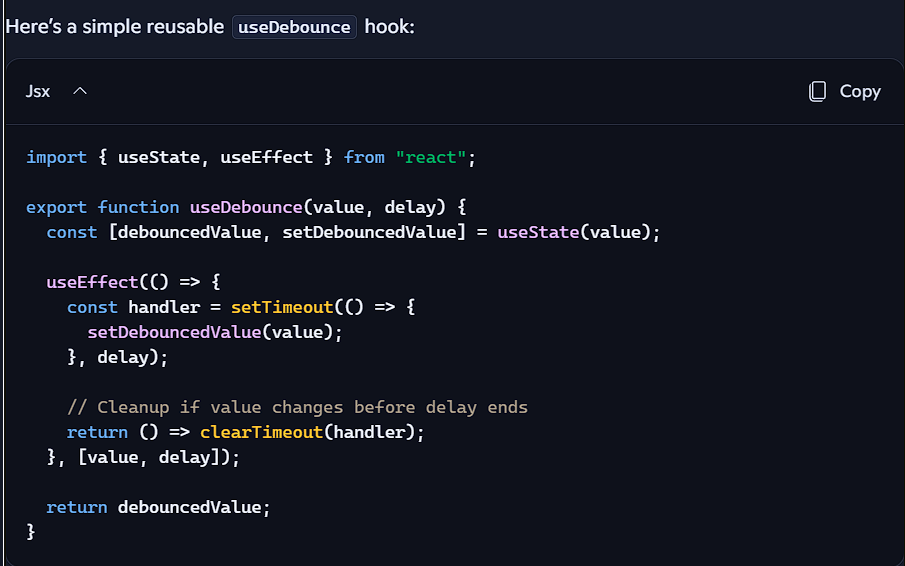 Here's a simple reusable useDebounce hook:
Jsx
Copy
import { useState, useEffect } from "react";
export function useDebounce(value, delay) {
const [debouncedValue, setDebouncedValue] = useState(value);
useEffect(() => {
const handler = setTimeout(() => {
setDebouncedValue(value);
}, delay);
// Cleanup if value changes before delay ends
return () => clearTimeout(handler);
}, [value, delay]);
return debouncedValue;
}